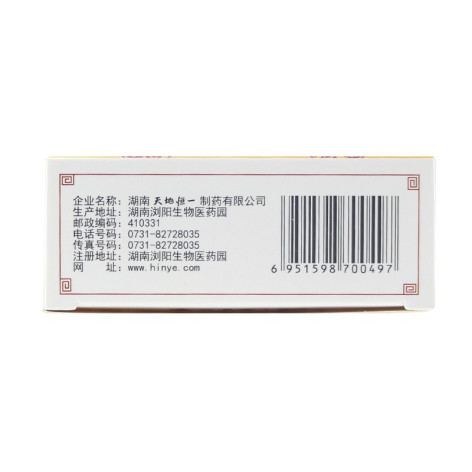 企业名称：湖南天地恒一制药有限公司
生产地址：湖南浏阳生物医药园
邮政编码：410331
电话号码：0731-82728035
传真号码：0731-82728035
注册地址：湖南浏阳生物医药园
网　　址：www.hinye.com
6 951598 700497